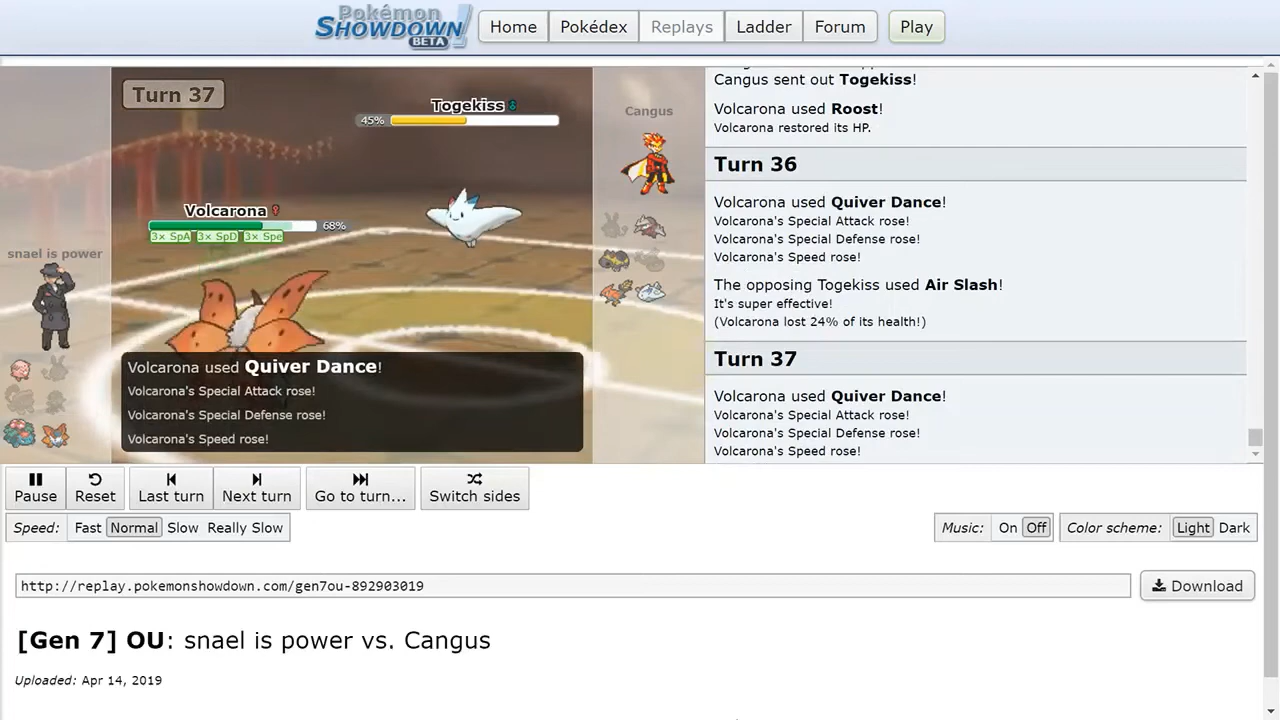 Pokémon
SHOWDOWN!
BETA
Home
Pokédex
Replays
Ladder
Forum
Play
Turn 37
Togekiss
45%
Volcarona
68%
3× SpA 3× SpD 3× Spe
snael is power
Cangus
Volcarona used Quiver Dance!
Volcarona's Special Attack rose!
Volcarona's Special Defense rose!
Volcarona's Speed rose!
Cangus sent out Togekiss!
Volcarona used Roost!
Volcarona restored its HP.
Turn 36
Volcarona used Quiver Dance!
Volcarona's Special Attack rose!
Volcarona's Special Defense rose!
Volcarona's Speed rose!
The opposing Togekiss used Air Slash!
It's super effective!
(Volcarona lost 24% of its health!)
Turn 37
Volcarona used Quiver Dance!
Volcarona's Special Attack rose!
Volcarona's Special Defense rose!
Volcarona's Speed rose!
Pause
Reset
Last turn
Next turn
Go to turn...
Switch sides
Speed: Fast Normal Slow Really Slow
Music: On Off
Color scheme: Light Dark
http://replay.pokemonshowdown.com/gen7ou-892903019
Download
[Gen 7] OU: snael is power vs. Cangus
Uploaded: Apr 14, 2019